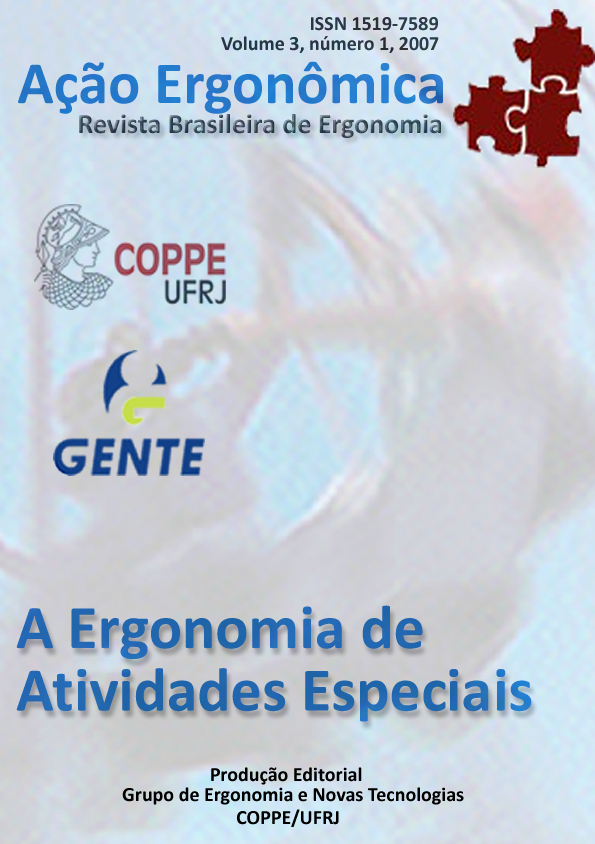 ISSN 1519-7589
Volume 3, número 1, 2007
Ação Ergonômica
Revista Brasileira de Ergonomia
COPPE
UFRJ
GENTE
A Ergonomia de
Atividades Especiais
Produção Editorial
Grupo de Ergonomia e Novas Tecnologias
COPPE/UFRJ